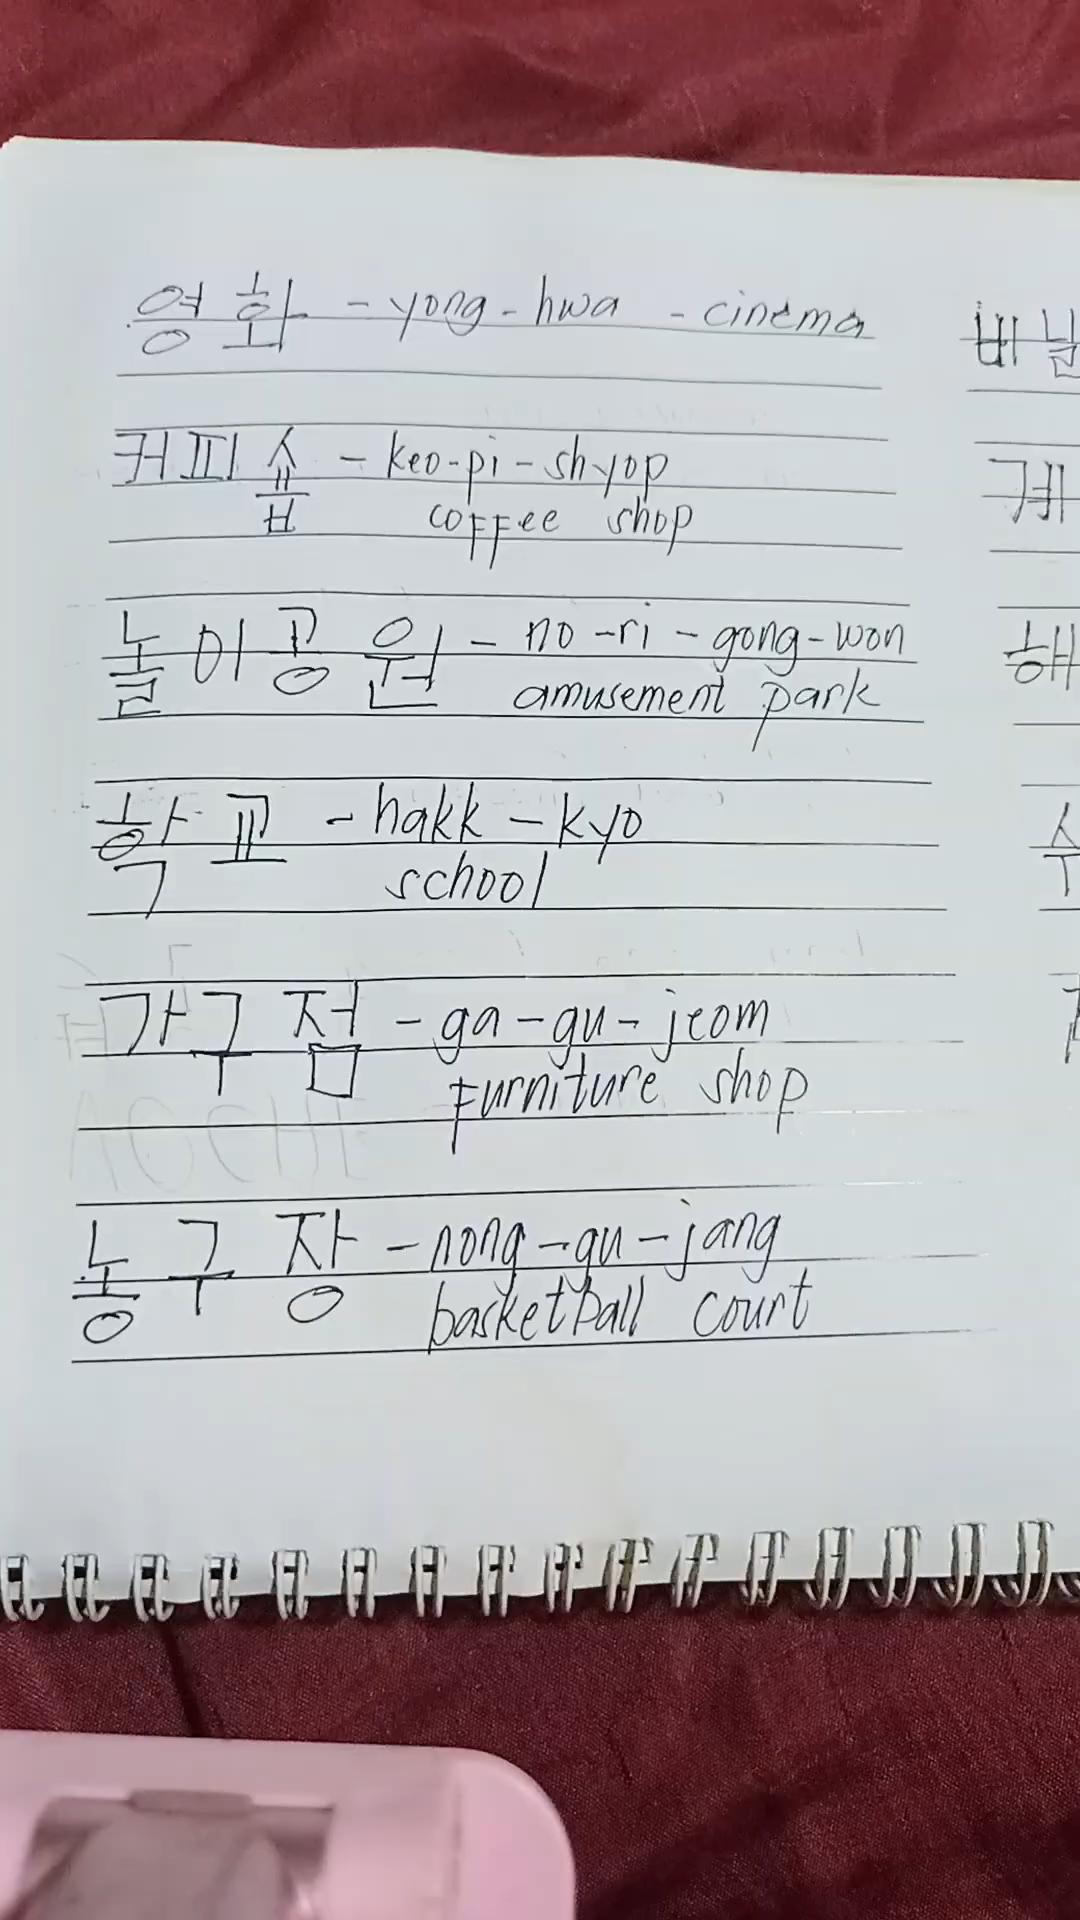 영화 - yong - hwa - cinema
커피숖 - keo-pi-shyop
coffee shop
놀이공원 - no-ri-gong-won
amusement park
학교 - hakk-kyo
school
가구점 - ga-gu-jeom
furniture shop
농구장 - nong-gu-jang
basketball court